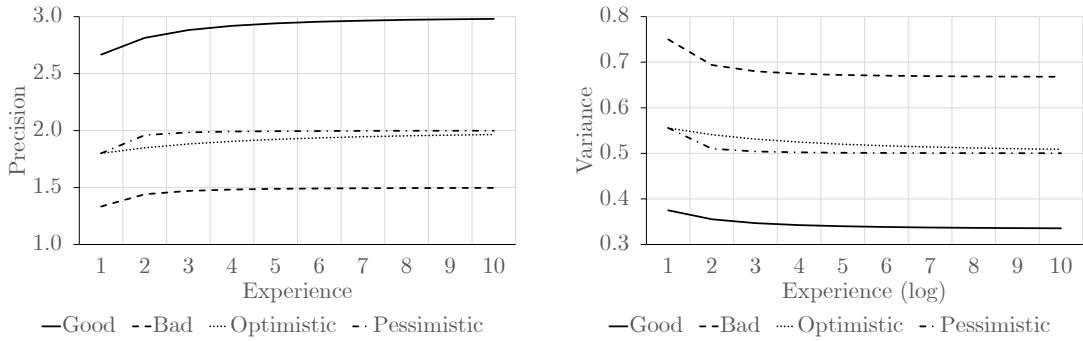 Precision
3.0
2.5
2.0
1.5
1.0
1 2 3 4 5 6 7 8 9 10
Experience
Good Bad Optimistic Pessimistic
Variance
0.8
0.7
0.6
0.5
0.4
0.3
1 2 3 4 5 6 7 8 9 10
Experience (log)
Good Bad Optimistic Pessimistic